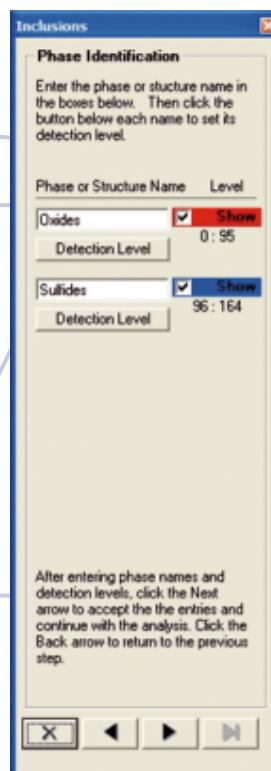 Inclusions
Phase Identification
Enter the phase or stucture name in
the boxes below. Then click the
button below each name to set its
detection level.
Phase or Structure Name Level
Oxides Show
0 : 95
Detection Level
Sulfides Show
96 : 164
Detection Level
After entering phase names and
detection levels, click the Next
arrow to accept the the entries and
continue with the analysis. Click the
Back arrow to return to the previous
step.